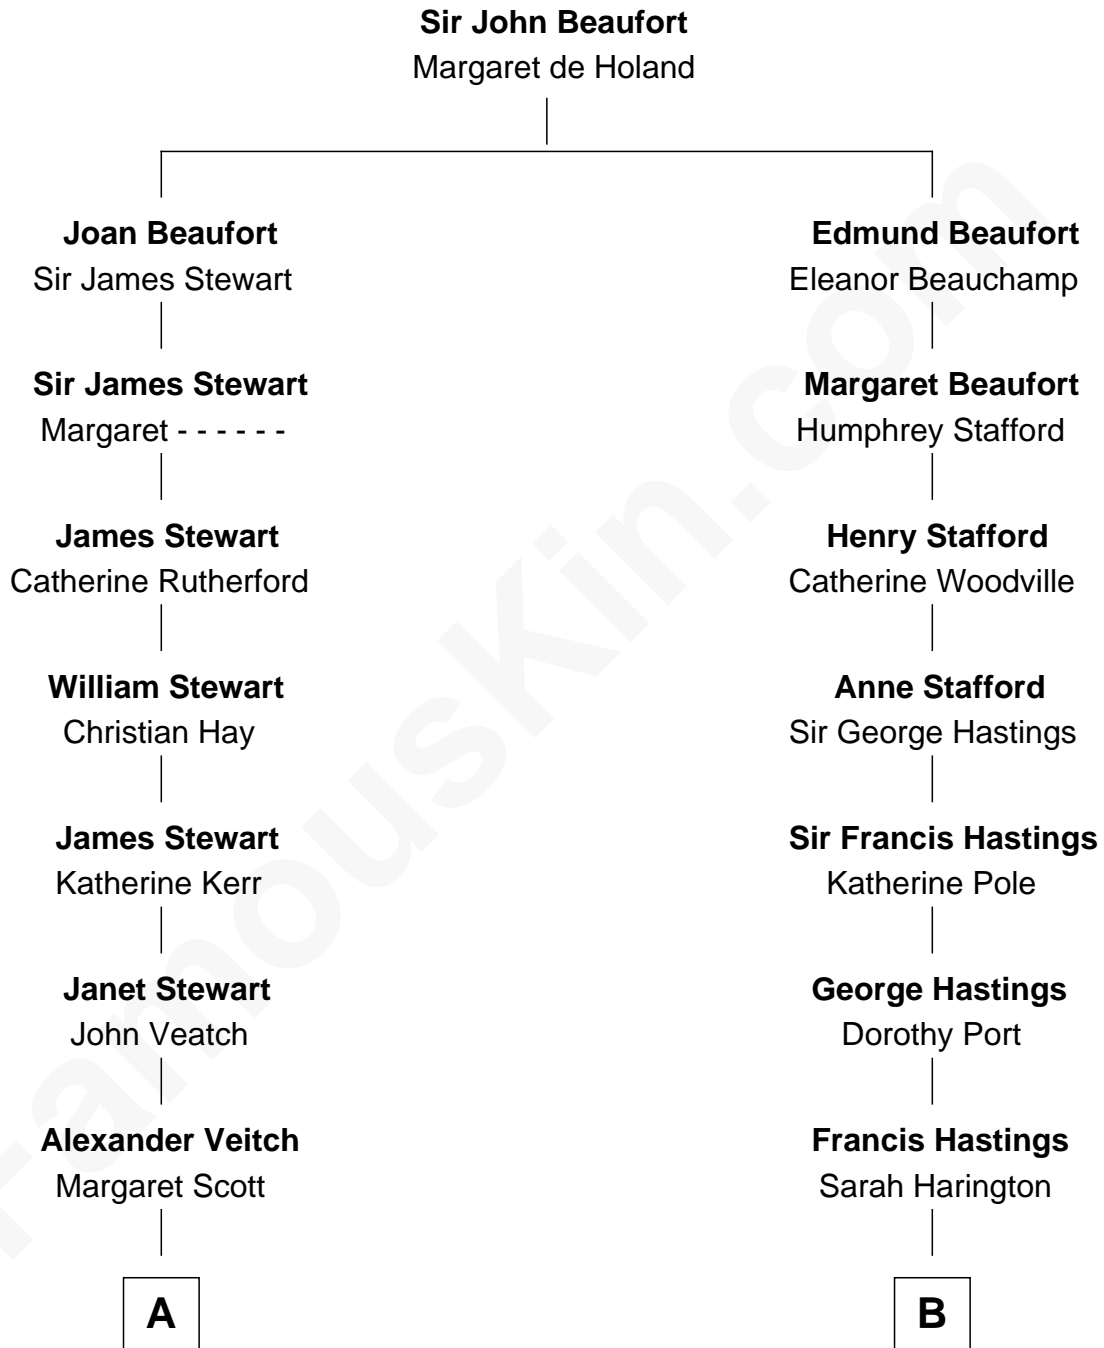 Sir John Beaufort
Margaret de Holand
Joan Beaufort
Sir James Stewart
Edmund Beaufort
Eleanor Beauchamp
Sir James Stewart
Margaret - - - - - -
Margaret Beaufort
Humphrey Stafford
James Stewart
Catherine Rutherford
Henry Stafford
Catherine Woodville
William Stewart
Christian Hay
Anne Stafford
Sir George Hastings
James Stewart
Katherine Kerr
Sir Francis Hastings
Katherine Pole
Janet Stewart
John Veatch
George Hastings
Dorothy Port
Alexander Veitch
Margaret Scott
Francis Hastings
Sarah Harington
A
B
FamousKin.com